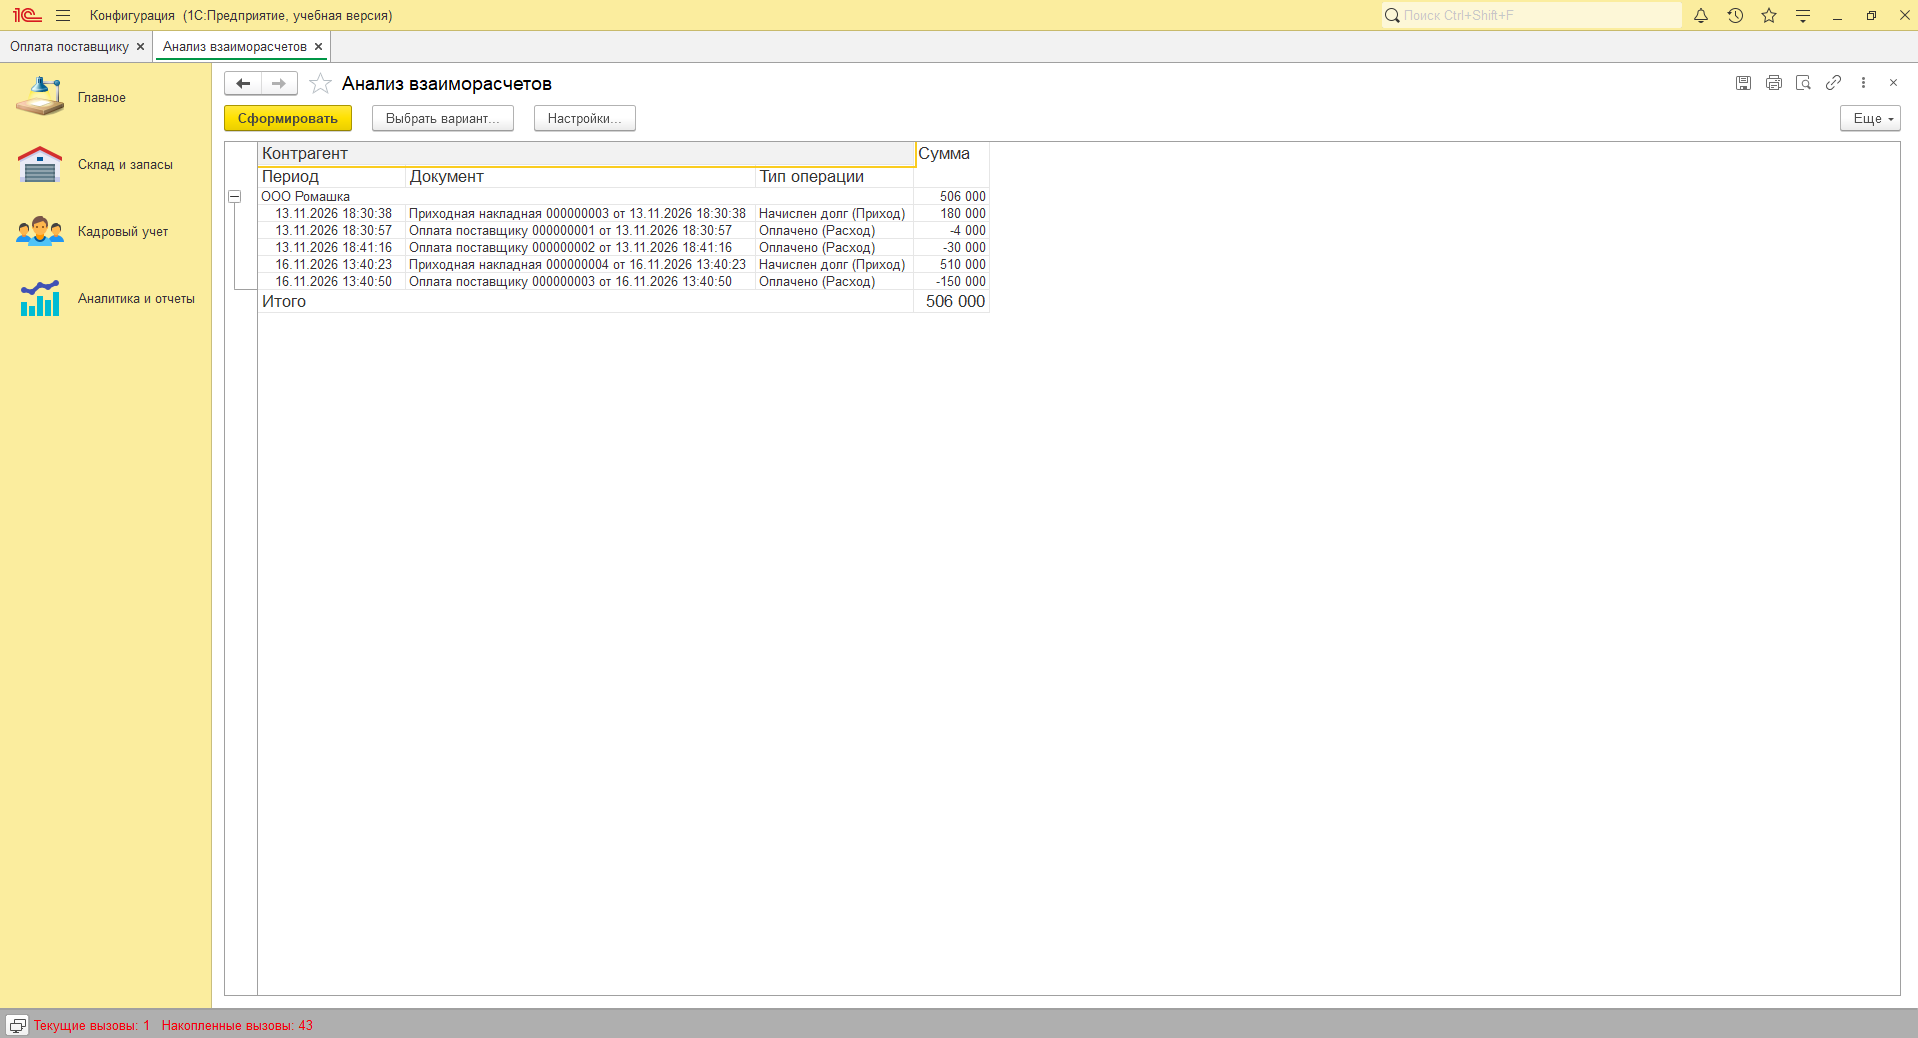 1С Конфигурация (1С:Предприятие, учебная версия) Поиск Ctrl+Shift+F
Оплата поставщику × Анализ взаиморасчетов ×
Главное
Склад и запасы
Кадровый учет
Аналитика и отчеты
Анализ взаиморасчетов
Сформировать Выбрать вариант... Настройки... Еще
Контрагент Сумма
Период Документ Тип операции
ООО Ромашка 506 000
13.11.2026 18:30:38 Приходная накладная 000000003 от 13.11.2026 18:30:38 Начислен долг (Приход) 180 000
13.11.2026 18:30:57 Оплата поставщику 000000001 от 13.11.2026 18:30:57 Оплачено (Расход) -4 000
13.11.2026 18:41:16 Оплата поставщику 000000002 от 13.11.2026 18:41:16 Оплачено (Расход) -30 000
16.11.2026 13:40:23 Приходная накладная 000000004 от 16.11.2026 13:40:23 Начислен долг (Приход) 510 000
16.11.2026 13:40:50 Оплата поставщику 000000003 от 16.11.2026 13:40:50 Оплачено (Расход) -150 000
Итого 506 000
Текущие вызовы: 1 Накопленные вызовы: 43